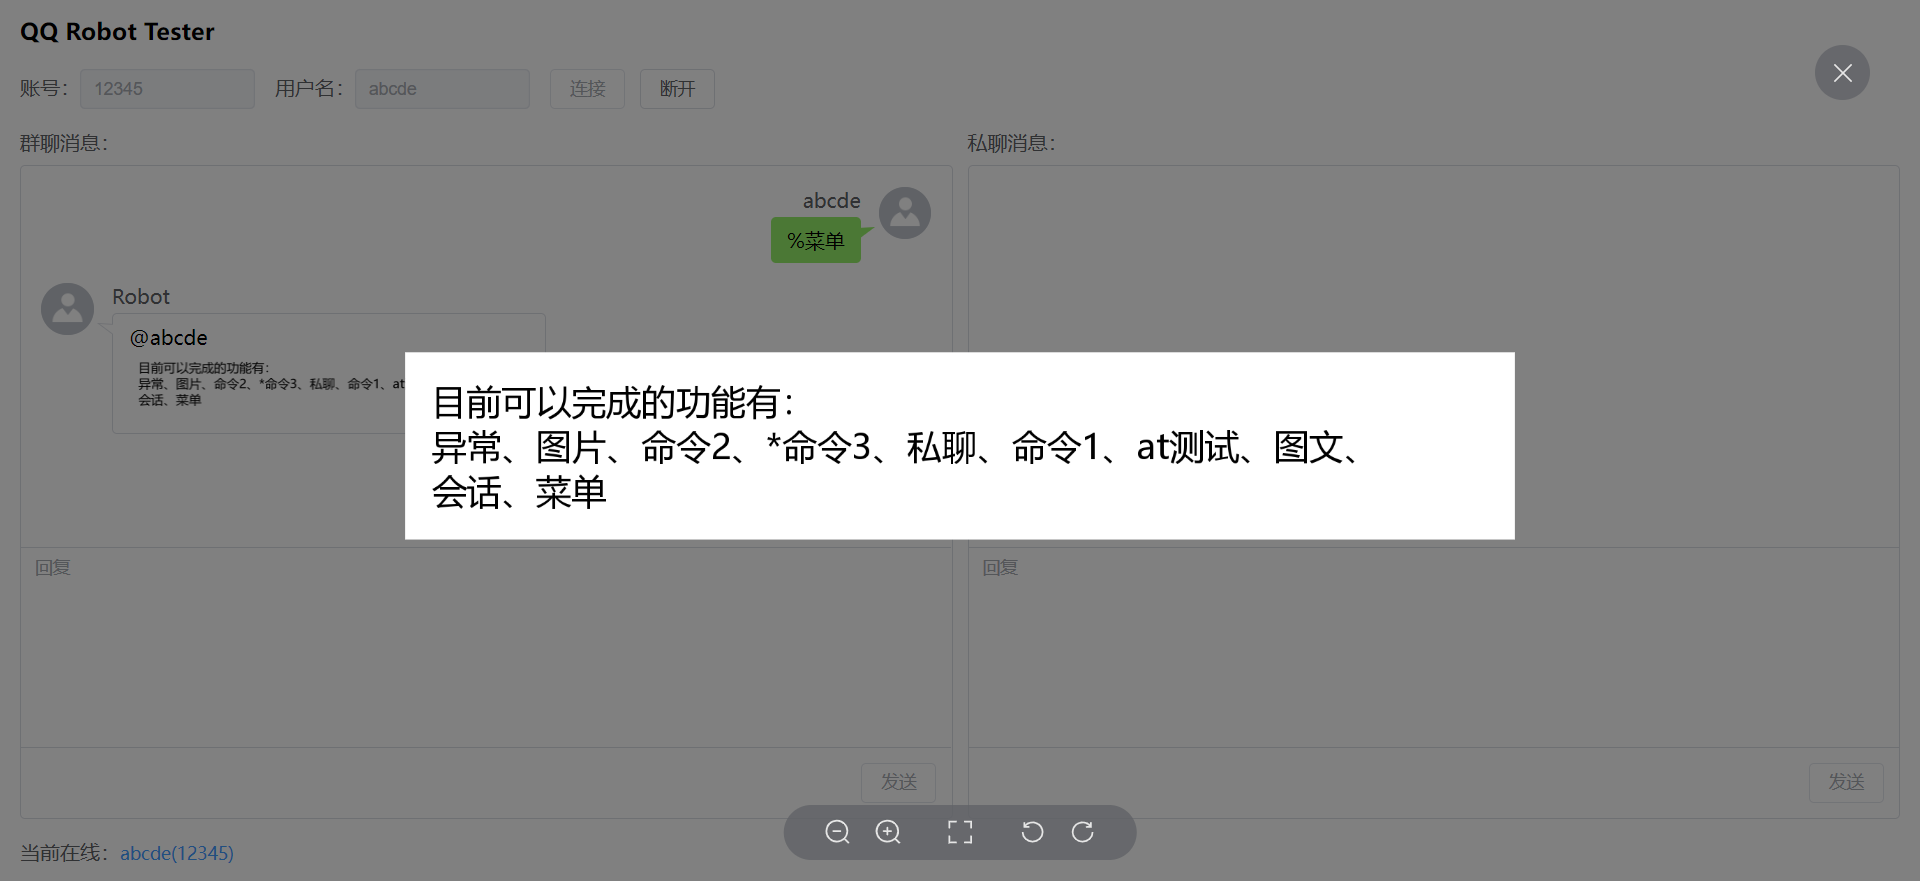 QQ Robot Tester
账号： 12345 用户名： abcde 连接 断开
群聊消息：
私聊消息：
abcde
%菜单
Robot
@abcde
目前可以完成的功能有：
异常、图片、命令2、*命令3、私聊、命令1、at
会话、菜单
目前可以完成的功能有：
异常、图片、命令2、*命令3、私聊、命令1、at测试、图文、
会话、菜单
回复
回复
发送
发送
当前在线： abcde(12345)